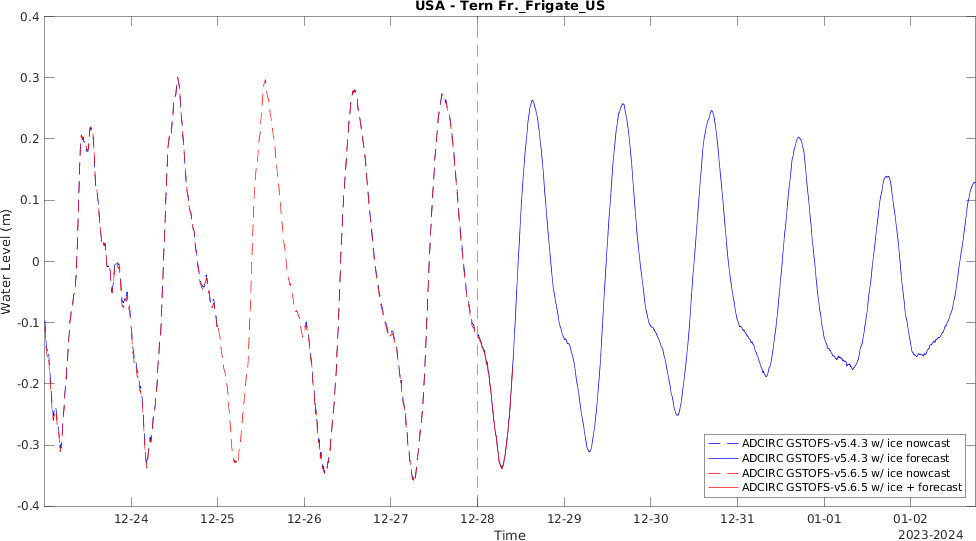 USA - Tern Fr._Frigate_US
0.4
0.3
0.2
0.1
0
-0.1
-0.2
-0.3
-0.4
Water Level (m)
12-24 12-25 12-26 12-27 12-28 12-29 12-30 12-31 01-01 01-02
Time
2023-2024
ADCIRC GSTOFS-v5.4.3 w/ ice nowcast
ADCIRC GSTOFS-v5.4.3 w/ ice forecast
ADCIRC GSTOFS-v5.6.5 w/ ice nowcast
ADCIRC GSTOFS-v5.6.5 w/ ice + forecast